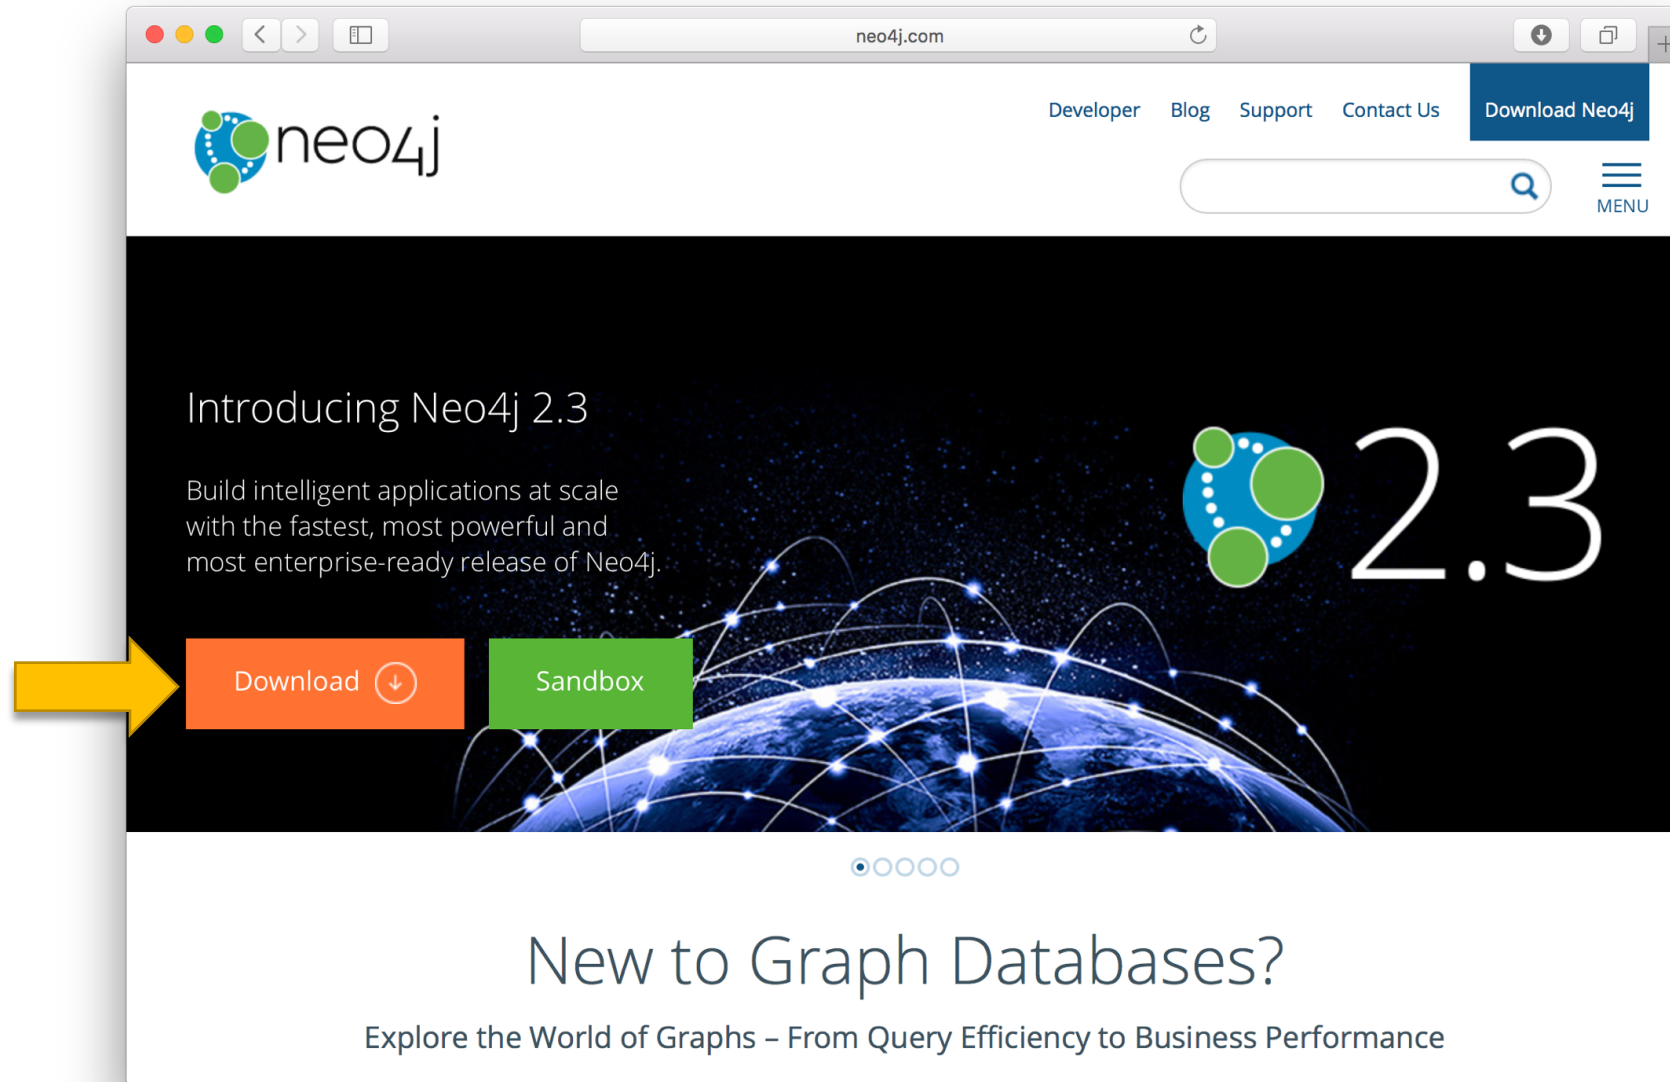 neo4j.com
neo4j
Developer Blog Support Contact Us Download Neo4j
MENU
Introducing Neo4j 2.3
Build intelligent applications at scale
with the fastest, most powerful and
most enterprise-ready release of Neo4j.
2.3
Download Sandbox
New to Graph Databases?
Explore the World of Graphs – From Query Efficiency to Business Performance